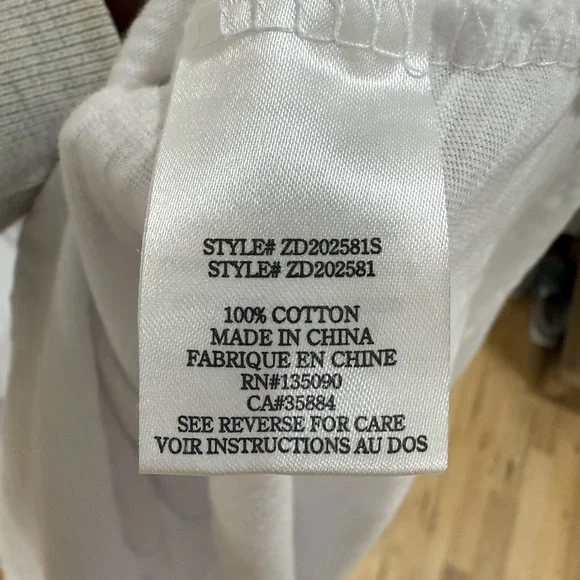 STYLE# ZD202581S
STYLE# ZD202581
100% COTTON
MADE IN CHINA
FABRIQUE EN CHINE
RN#135090
CA#35884
SEE REVERSE FOR CARE
VOIR INSTRUCTIONS AU DOS